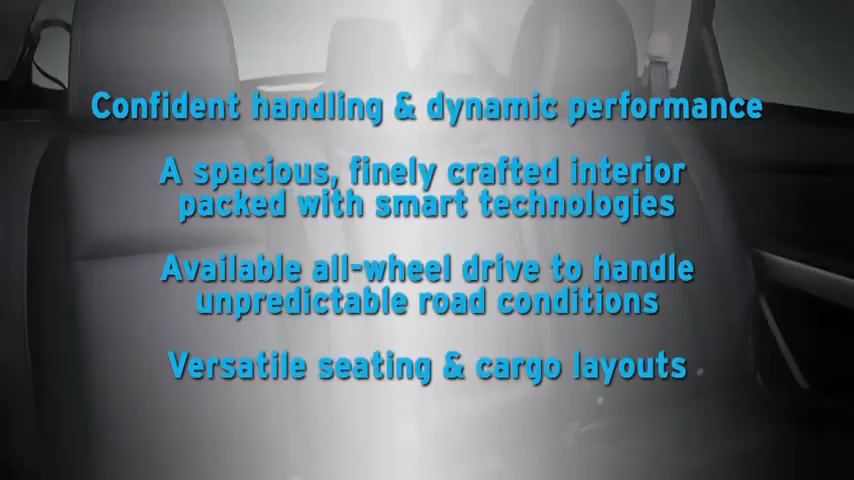 Confident handling & dynamic performance
A spacious, finely crafted interior
packed with smart technologies
Available all-wheel drive to handle
unpredictable road conditions
Versatile seating & cargo layouts